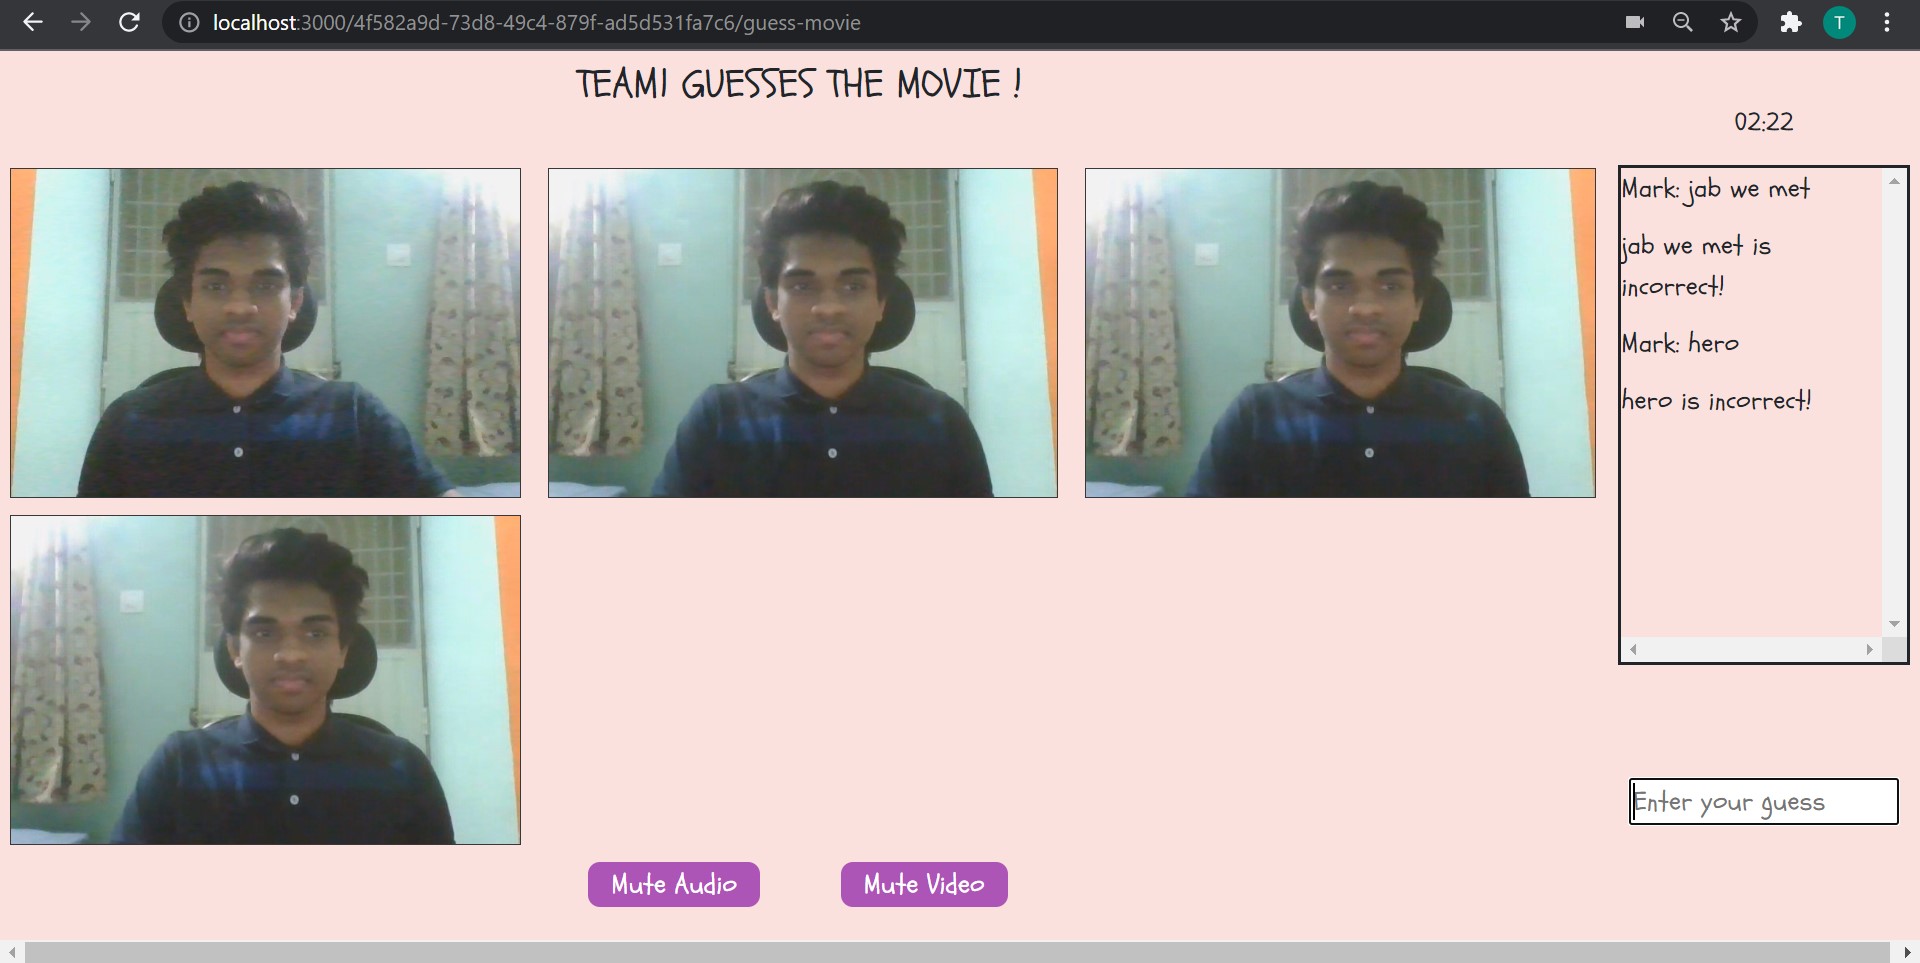 localhost:3000/4f582a9d-73d8-49c4-879f-ad5d531fa7c6/guess-movie
T
TEAM1 GUESSES THE MOVIE !
02:22
Mark: jab we met
jab we met is
incorrect!
Mark: hero
hero is incorrect!
Enter your guess
Mute Audio
Mute Video